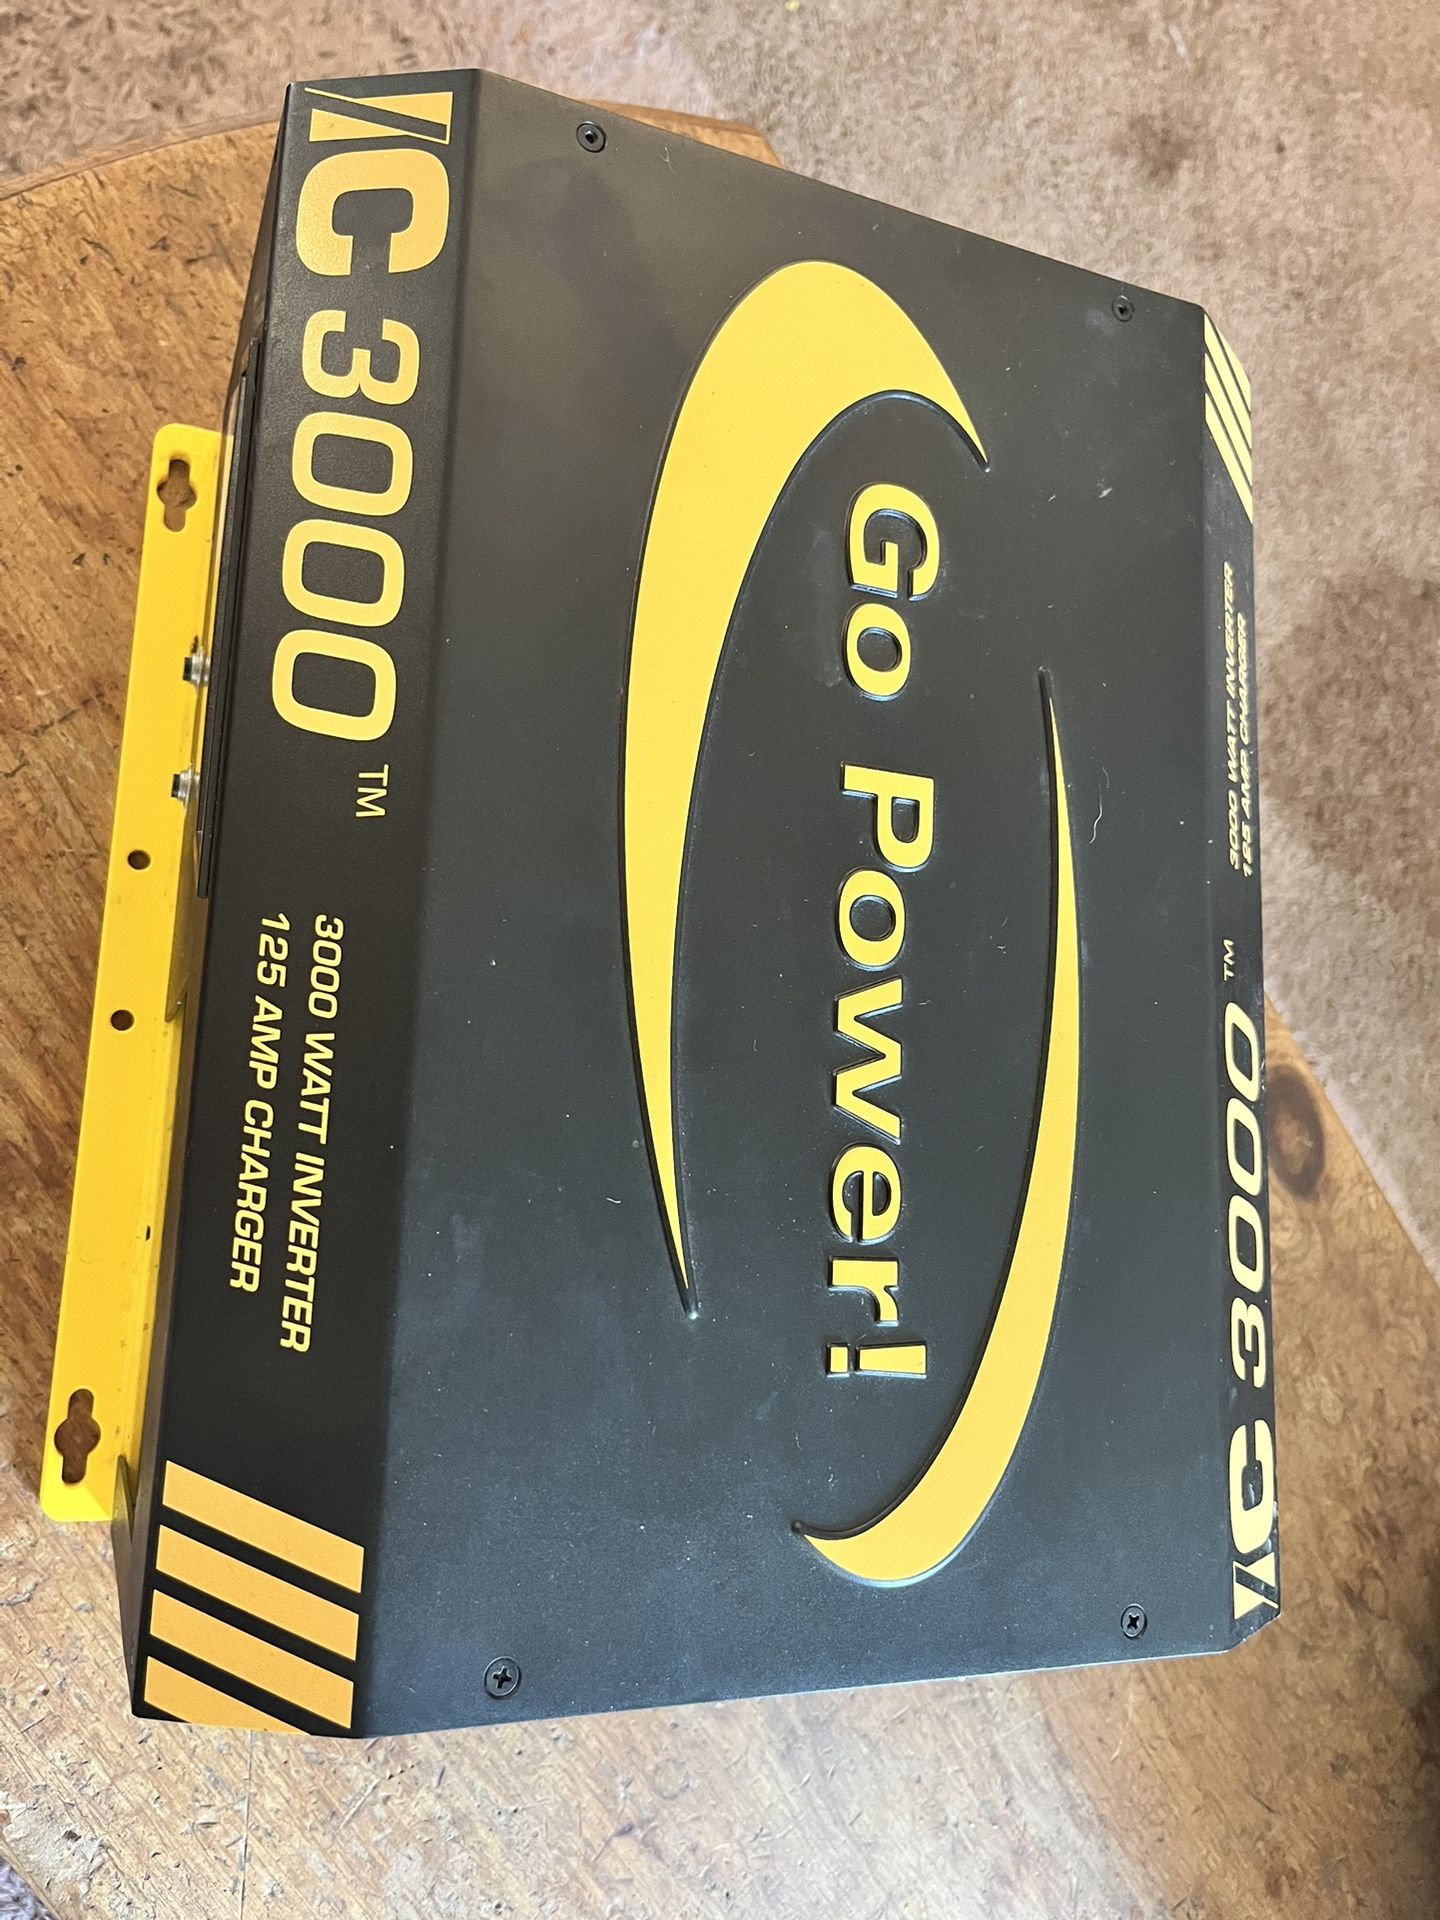 IC 3000™
3000 WATT INVERTER
125 AMP CHARGER
Go Power!
IC 3000™
3000 WATT INVERTER
125 AMP CHARGER